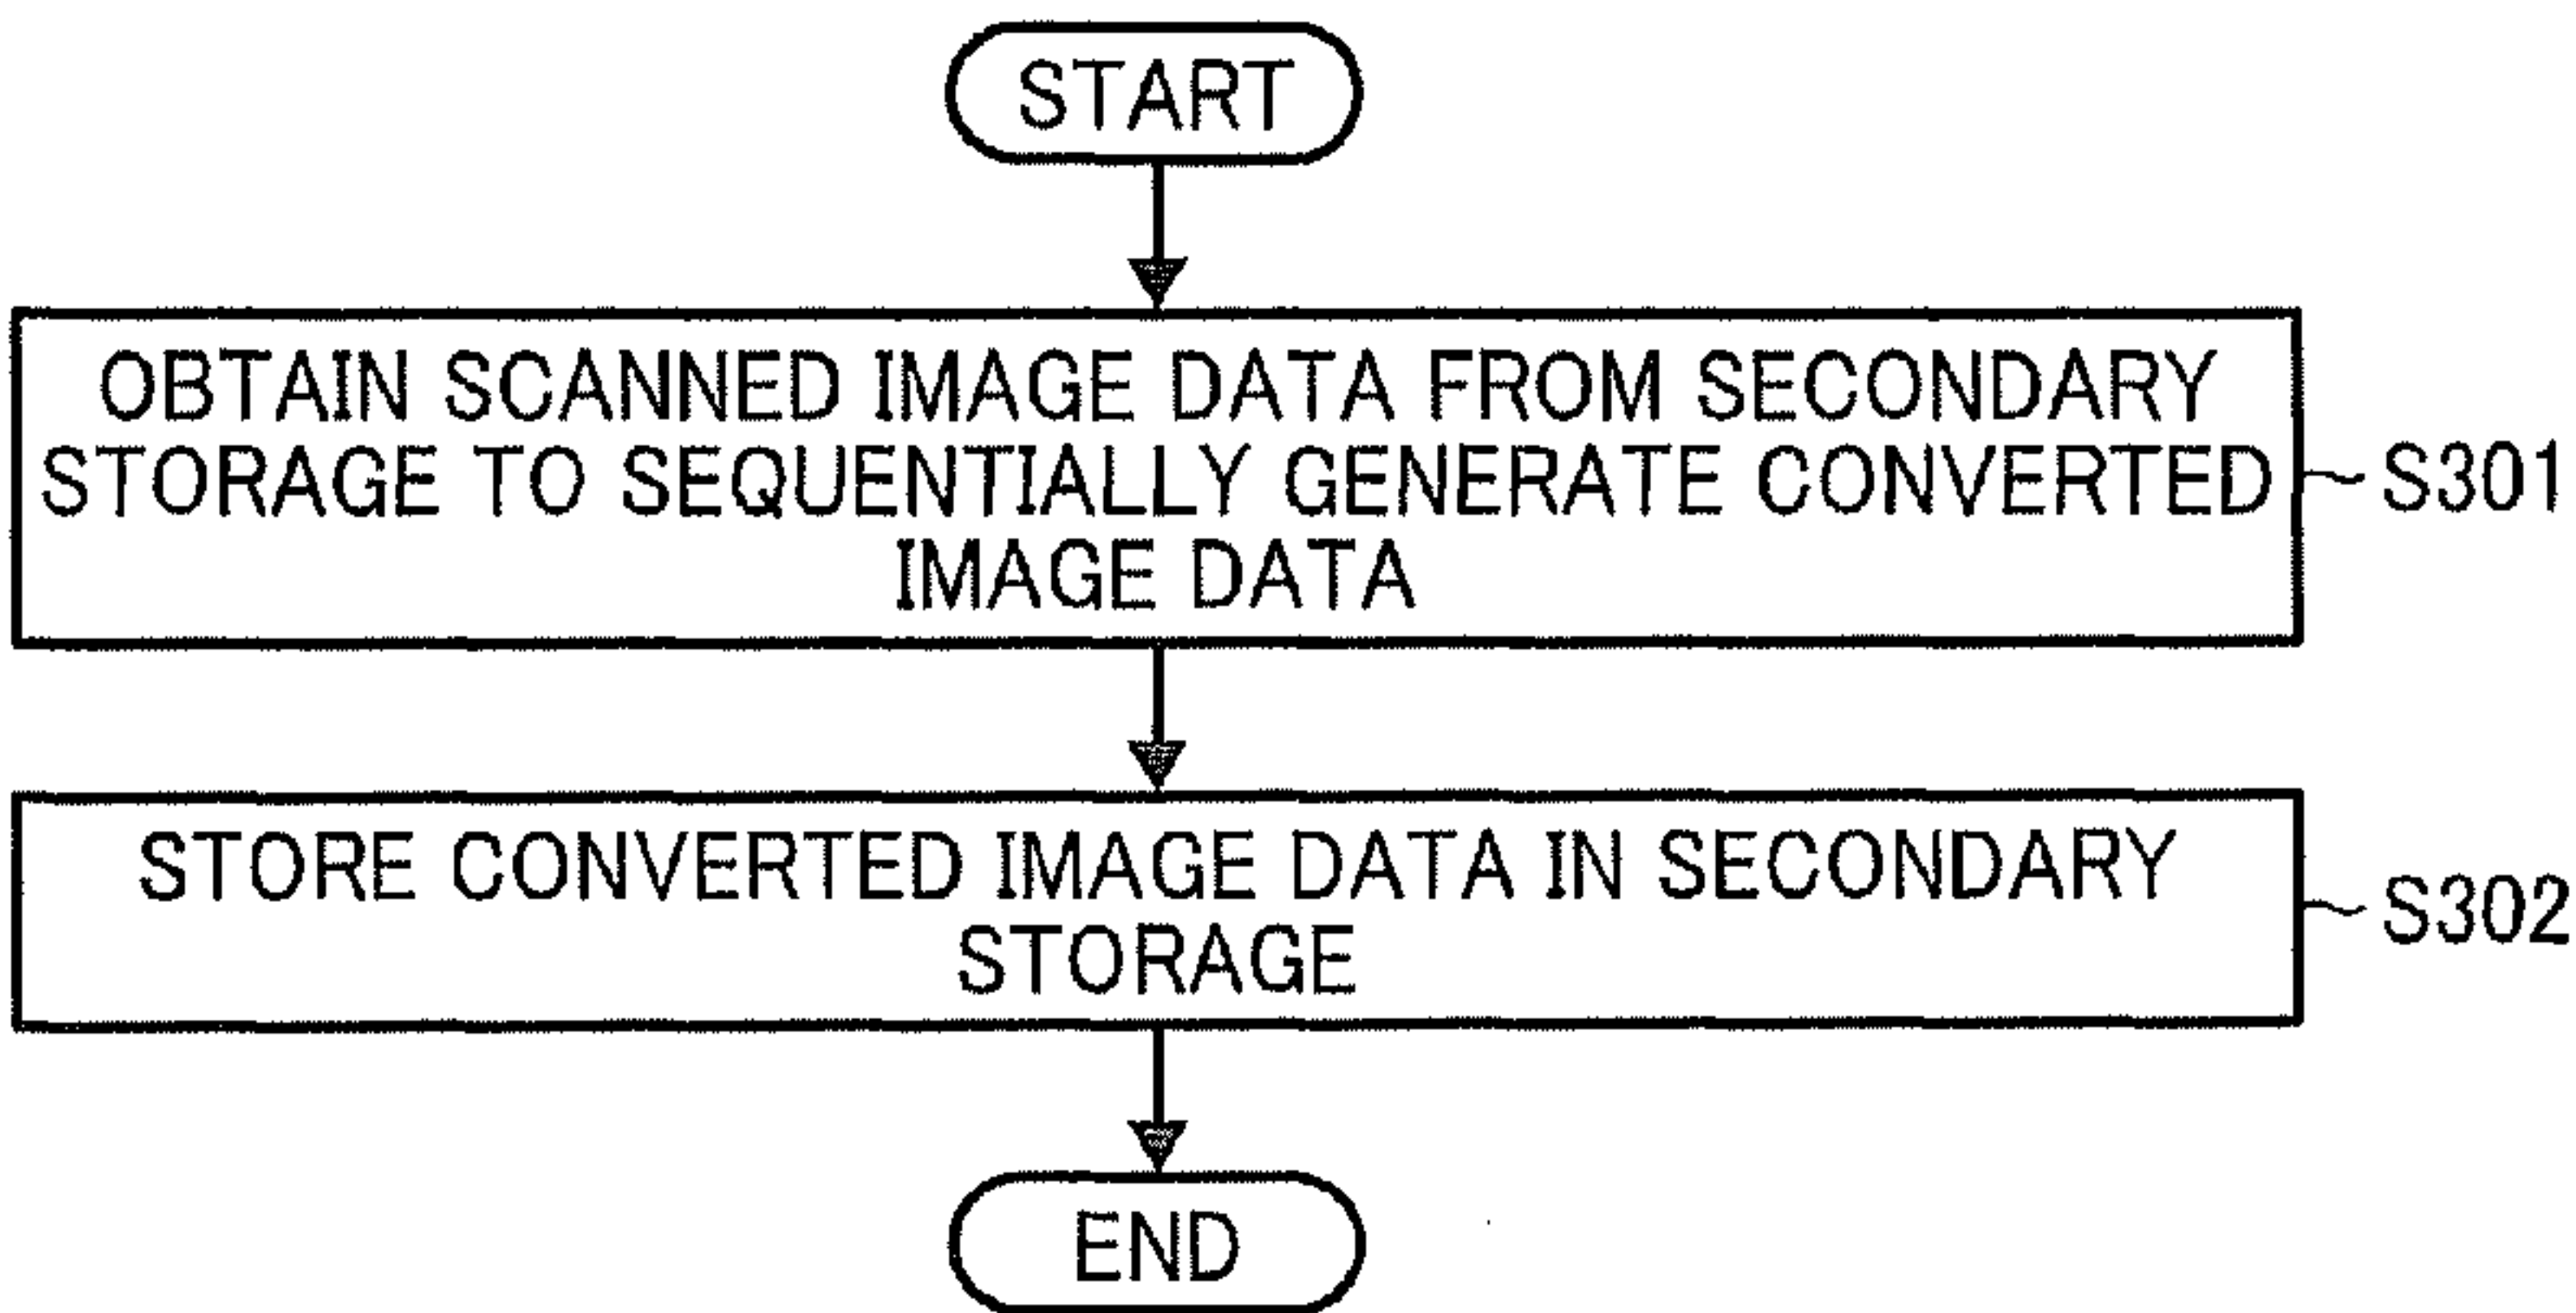 START
OBTAIN SCANNED IMAGE DATA FROM SECONDARY
STORAGE TO SEQUENTIALLY GENERATE CONVERTED
IMAGE DATA
S301
STORE CONVERTED IMAGE DATA IN SECONDARY
STORAGE
S302
END